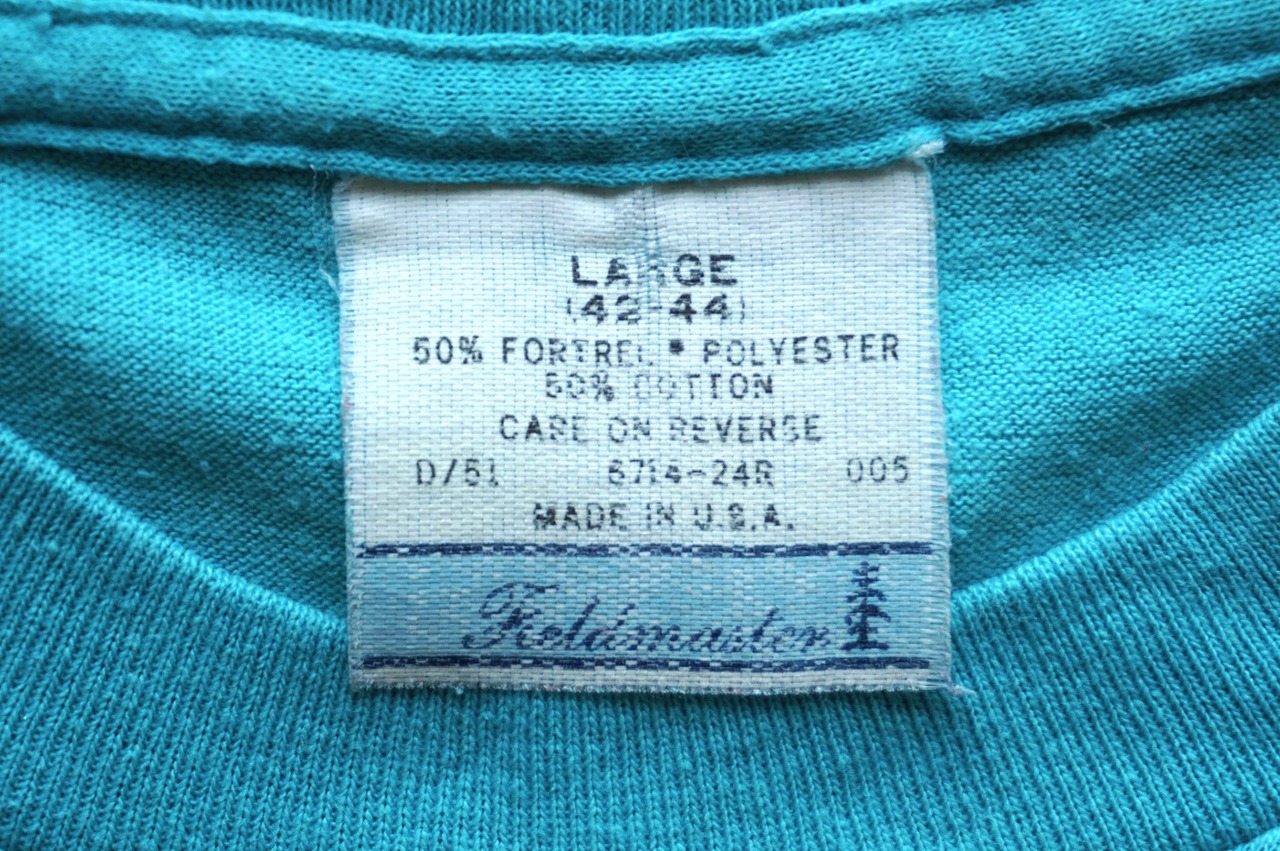 LARGE
(42-44)
50% FORTREL * POLYESTER
50% COTTON
CARE ON REVERSE
D/51 6714-24R 005
MADE IN U.S.A.
Fieldmaster